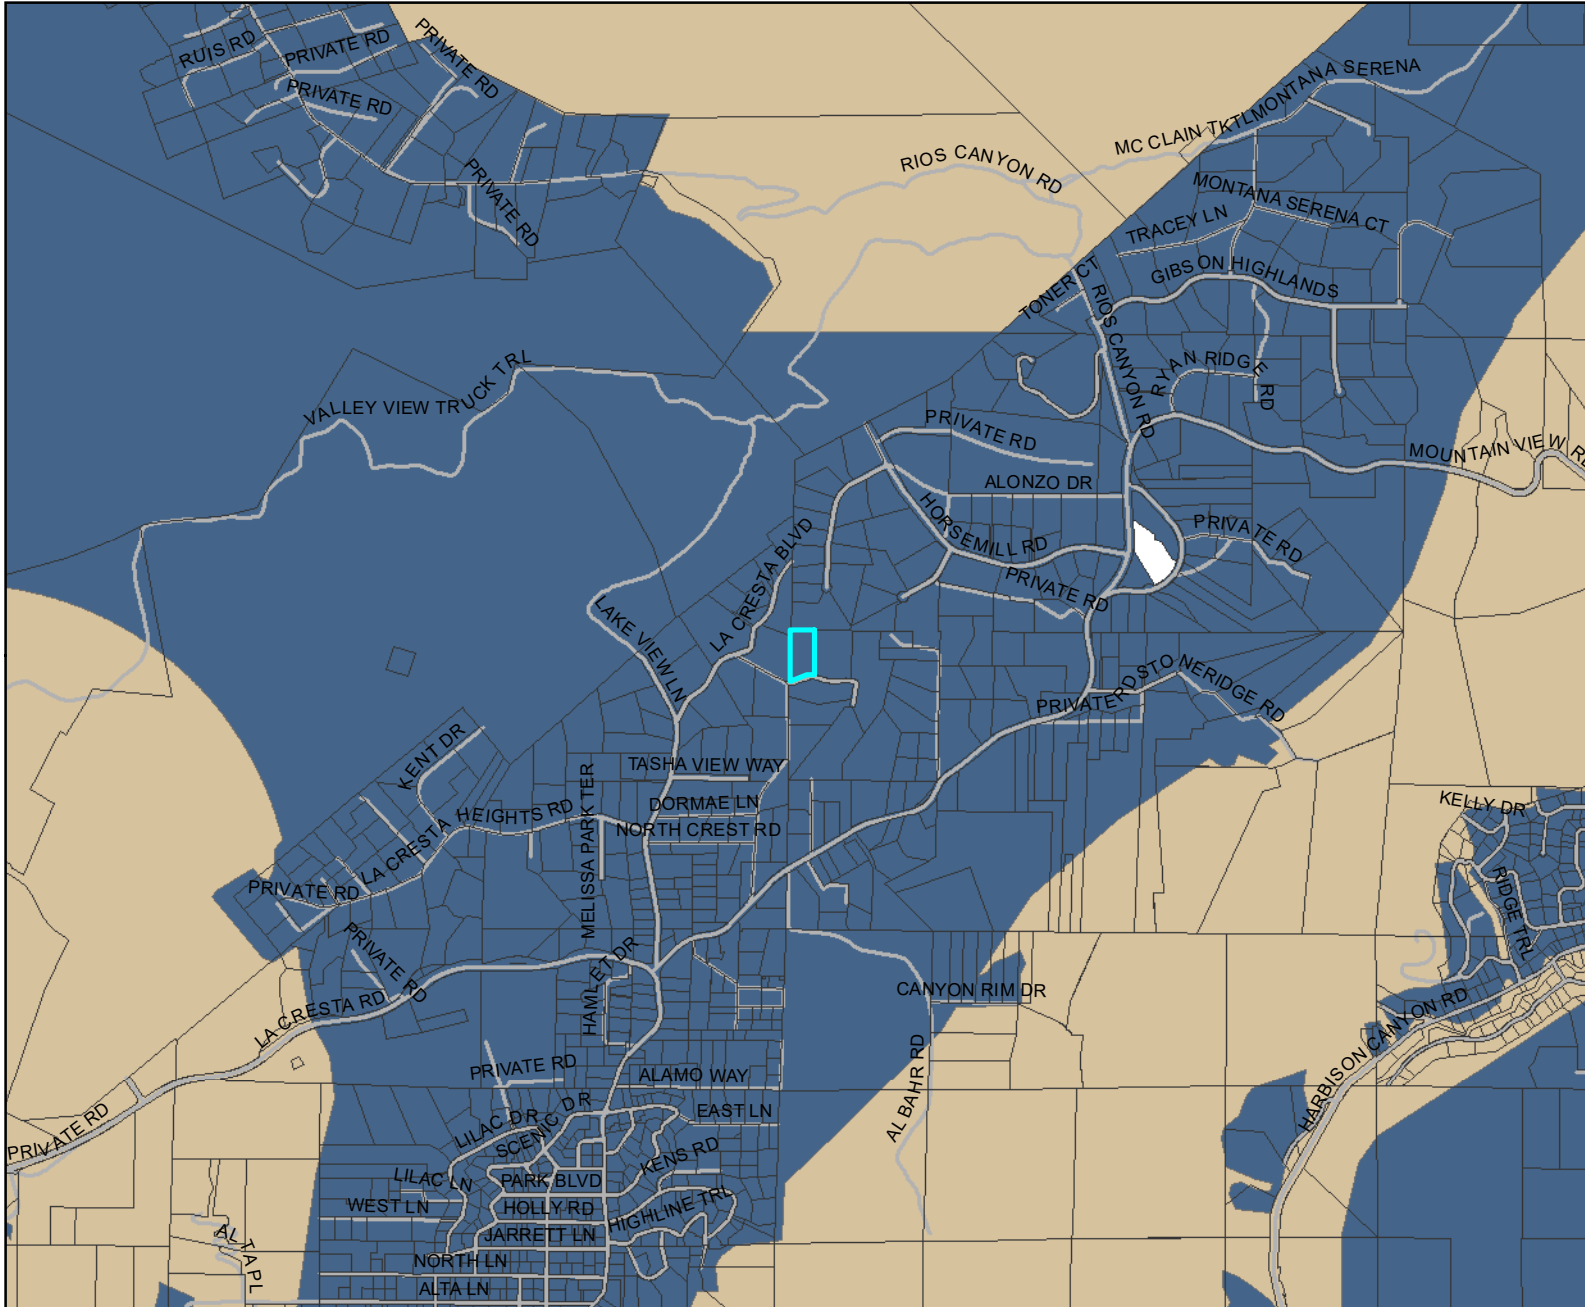 RUIS RD
PRIVATE RD
PRIVATE RD
PRIVATE RD
PRIVATE RD
MC CLAIN TKTL
MONTANA SERENA
RIOS CANYON RD
MONTANA SERENA CT
TRACEY LN
GIBSON HIGHLANDS
TONER CT
RIOS CANYON RD
RYAN RIDGE RD
VALLEY VIEW TRUCK TRL
PRIVATE RD
MOUNTAIN VIEW R
ALONZO DR
HORSEMILL RD
PRIVATE RD
PRIVATE RD
LA CRESTA BLVD
LAKE VIEW LN
STONERIDGE RD
PRIVATE RD
KENT DR
TASHA VIEW WAY
DORMAE LN
NORTH CREST RD
MELISSA PARK TER
LA CRESTA HEIGHTS RD
PRIVATE RD
KELLY DR
RIDGE TRL
PRIVATE RD
HAMLET DR
LA CRESTA RD
CANYON RIM DR
HARBISON CANYON RD
AL BAHR RD
PRIVATE RD
ALAMO WAY
PRIVATE RD
LILAC DR
SCENIC DR
EAST LN
KENS RD
LILAC LN
PARK BLVD
WEST LN
HOLLY RD
HIGHLINE TRL
JARRETT LN
ALTA PL
NORTH LN
ALTA LN